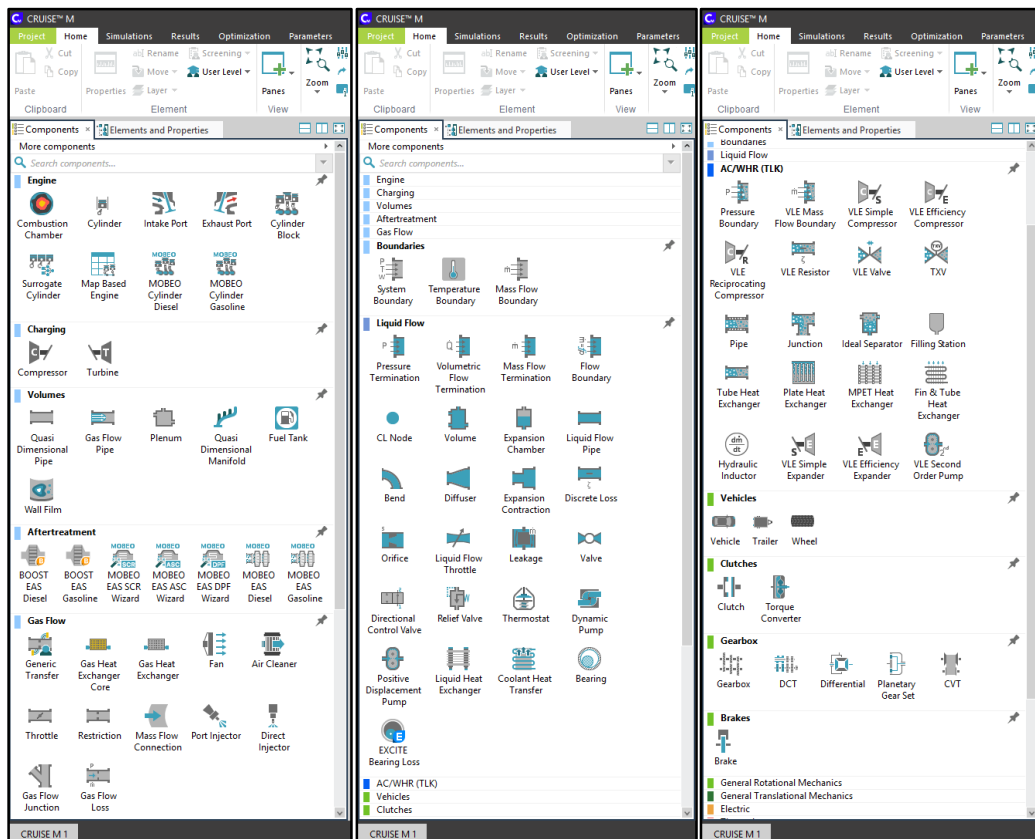 CRUISE™ M
Project Home Simulations Results Optimization Parameters
Cut
Copy
Paste
Clipboard
Properties
Rename
Move
Layer
Screening
User Level
Element
Panes
View
Zoom
Components × Elements and Properties
More components
Search components...
Engine
Combustion Chamber
Cylinder
Intake Port
Exhaust Port
Cylinder Block
Surrogate Cylinder
Map Based Engine
MOBEO
MOBEO Cylinder Diesel
MOBEO
MOBEO Cylinder Gasoline
Charging
Compressor
Turbine
Volumes
Quasi Dimensional Pipe
Gas Flow Pipe
Plenum
Quasi Dimensional Manifold
Fuel Tank
Wall Film
Aftertreatment
BOOST EAS Diesel
BOOST EAS Gasoline
MOBEO SCR
MOBEO EAS SCR Wizard
MOBEO ASC
MOBEO EAS ASC Wizard
MOBEO DPF
MOBEO EAS DPF Wizard
MOBEO
MOBEO EAS Diesel
MOBEO
MOBEO EAS Gasoline
Gas Flow
Generic Transfer
Gas Heat Exchanger Core
Gas Heat Exchanger
Fan
Air Cleaner
Throttle
Restriction
Mass Flow Connection
Port Injector
Direct Injector
Gas Flow Junction
Gas Flow Loss
CRUISE M 1
CRUISE™ M
Project Home Simulations Results Optimization Parameters
Cut
Copy
Paste
Clipboard
Properties
Rename
Move
Layer
Screening
User Level
Element
Panes
View
Zoom
Components × Elements and Properties
More components
Search components...
Engine
Charging
Volumes
Aftertreatment
Gas Flow
Boundaries
System Boundary
Temperature Boundary
Mass Flow Boundary
Liquid Flow
Pressure Termination
Volumetric Flow Termination
Mass Flow Termination
Flow Boundary
CL Node
Volume
Expansion Chamber
Liquid Flow Pipe
Bend
Diffuser
Expansion Contraction
Discrete Loss
Orifice
Liquid Flow Throttle
Leakage
Valve
Directional Control Valve
Relief Valve
Thermostat
Dynamic Pump
Positive Displacement Pump
Liquid Heat Exchanger
Coolant Heat Transfer
Bearing
EXCITE Bearing Loss
AC/WHR (TLK)
Vehicles
Clutches
CRUISE M 1
CRUISE™ M
Project Home Simulations Results Optimization Parameters
Cut
Copy
Paste
Clipboard
Properties
Rename
Move
Layer
Screening
User Level
Element
Panes
View
Zoom
Components × Elements and Properties
Boundaries
Liquid Flow
AC/WHR (TLK)
Pressure Boundary
VLE Mass Flow Boundary
VLE Simple Compressor
VLE Efficiency Compressor
VLE Reciprocating Compressor
VLE Resistor
VLE Valve
TXV
TXV
Pipe
Junction
Ideal Separator
Filling Station
Tube Heat Exchanger
Plate Heat Exchanger
MPET Heat Exchanger
Fin & Tube Heat Exchanger
Hydraulic Inductor
VLE Simple Expander
VLE Efficiency Expander
VLE Second Order Pump
Vehicles
Vehicle
Trailer
Wheel
Clutches
Clutch
Torque Converter
Gearbox
Gearbox
DCT
Differential
Planetary Gear Set
CVT
Brakes
Brake
General Rotational Mechanics
General Translational Mechanics
Electric
CRUISE M 1